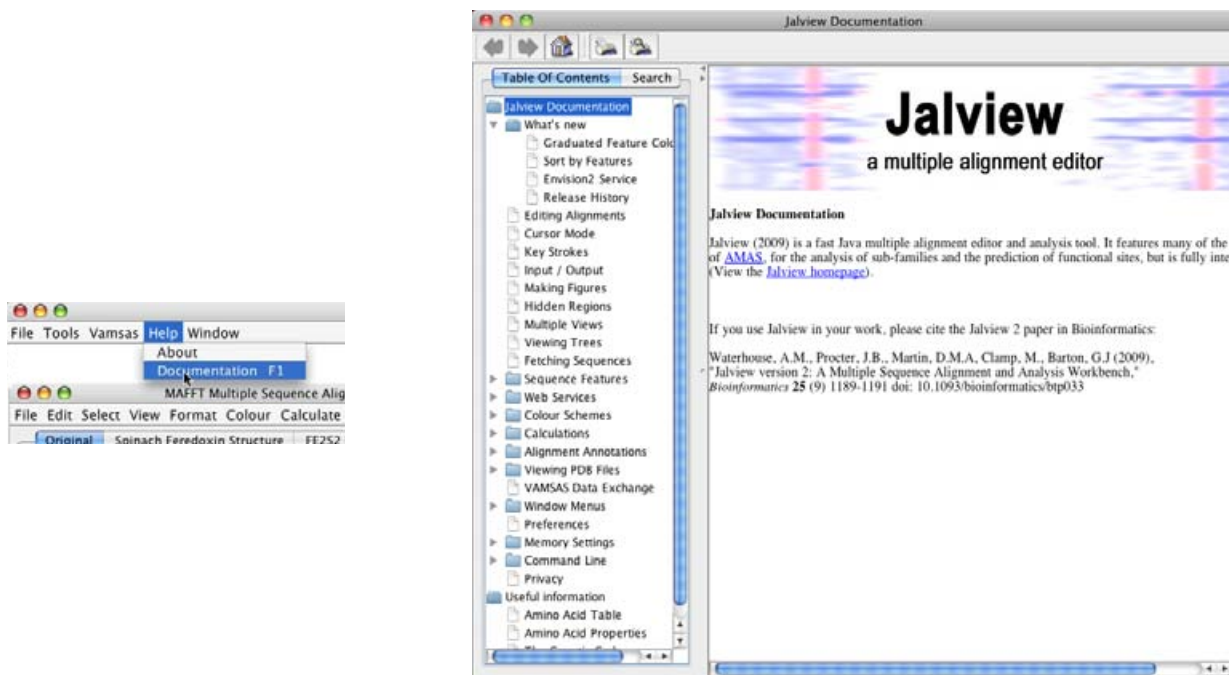 File Tools Vamsas Help Window
About
Documentation F1
MAFFT Multiple Sequence Alig
File Edit Select View Format Colour Calculate
Original Spinach Feredoxin Structure FE2S2
Jalview Documentation
Table Of Contents Search
Jalview Documentation
What's new
Graduated Feature Colo
Sort by Features
Envision2 Service
Release History
Editing Alignments
Cursor Mode
Key Strokes
Input / Output
Making Figures
Hidden Regions
Multiple Views
Viewing Trees
Fetching Sequences
Sequence Features
Web Services
Colour Schemes
Calculations
Alignment Annotations
Viewing PDB Files
VAMSAS Data Exchange
Window Menus
Preferences
Memory Settings
Command Line
Privacy
Useful information
Amino Acid Table
Amino Acid Properties
Jalview
a multiple alignment editor
Jalview Documentation
Jalview (2009) is a fast Java multiple alignment editor and analysis tool. It features many of the
of AMAS, for the analysis of sub-families and the prediction of functional sites, but is fully inte
(View the Jalview homepage).
If you use Jalview in your work, please cite the Jalview 2 paper in Bioinformatics:
Waterhouse, A.M., Procter, J.B., Martin, D.M.A, Clamp, M., Barton, G.J (2009),
"Jalview version 2: A Multiple Sequence Alignment and Analysis Workbench,"
Bioinformatics 25 (9) 1189-1191 doi: 10.1093/bioinformatics/btp033